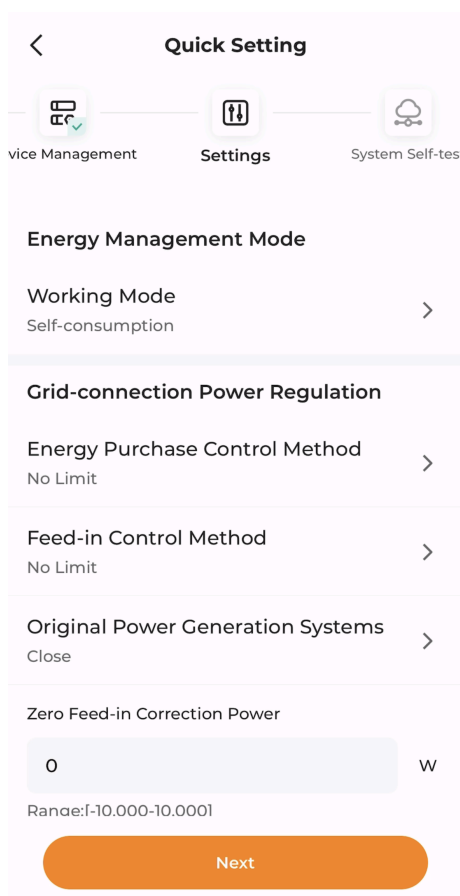 Quick Setting
vice Management
Settings
System Self-tes
Energy Management Mode
Working Mode
Self-consumption
Grid-connection Power Regulation
Energy Purchase Control Method
No Limit
Feed-in Control Method
No Limit
Original Power Generation Systems
Close
Zero Feed-in Correction Power
0
W
Range:[-10.000-10.000]
Next